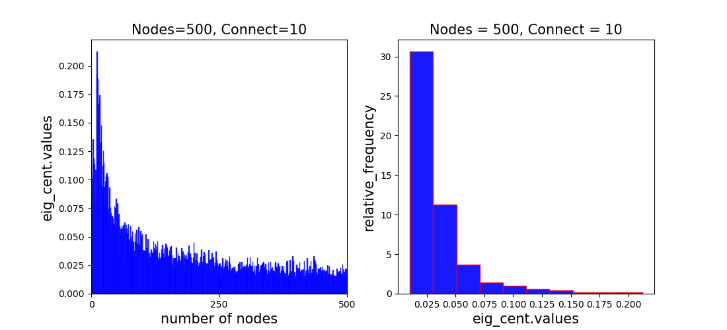 Nodes=500, Connect=10
eig_cent.values
0.200
0.175
0.150
0.125
0.100
0.075
0.050
0.025
0.000
0 250 500
number of nodes
Nodes = 500, Connect = 10
relative_frequency
30
25
20
15
10
5
0
0.025 0.050 0.075 0.100 0.125 0.150 0.175 0.200
eig_cent.values